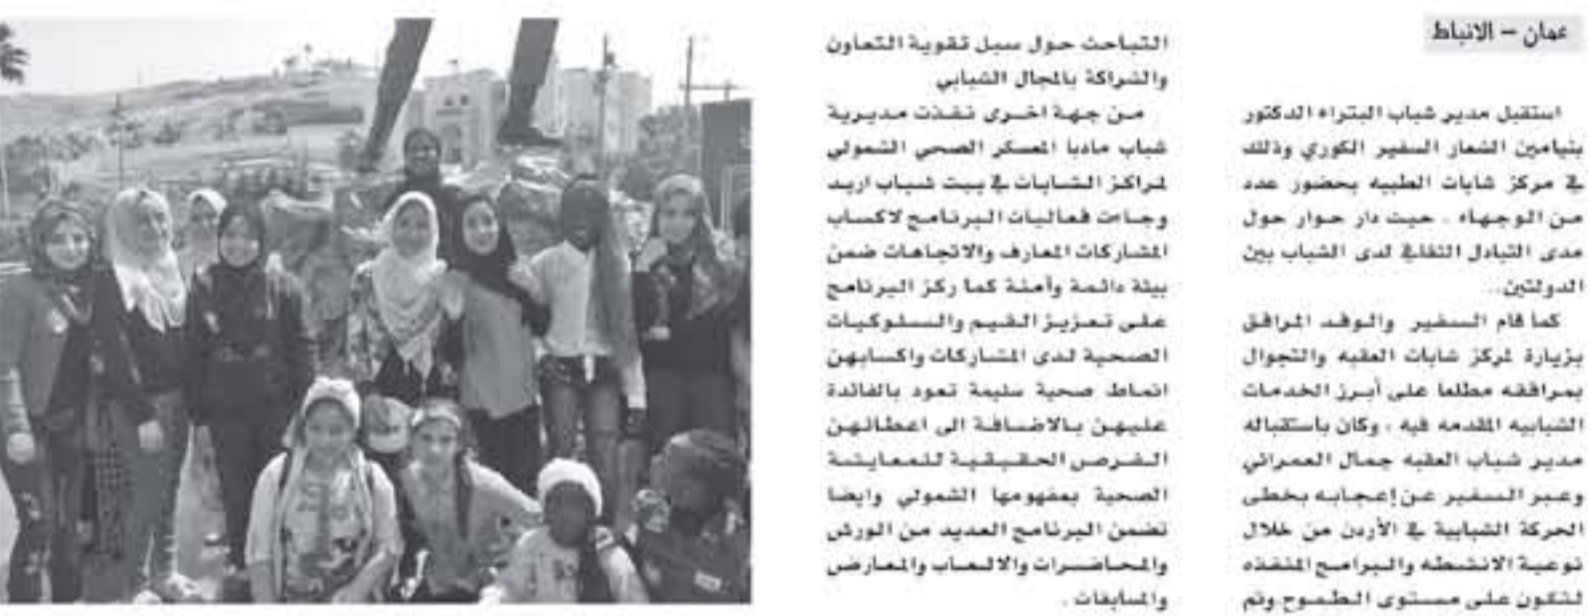 عمان – الانباط
استقبل مدير شباب البتراء الدكتور
بنيامين الشعار السفير الكوري وذلك
في مركز شابات الطيبه بحضور عدد
من الوجهاء . حيث دار حوار حول
مدى التبادل الثقافي لدى الشباب بين
الدولتين..
كما قام السفير والوفد المرافق
بزيارة لمركز شابات العقبه والتجوال
بمرافقه مطلعا على أبرز الخدمات
الشبابيه المقدمه فيه ، وكان باستقباله
مدير شباب العقبه جمال العمراني
وعبر السفير عن إعجابه بخطى
الحركة الشبابية في الأردن من خلال
نوعية الانشطه والبرامج المنفذه
لتكون على مستوى الطموح وتم
التباحث حول سبل تقوية التعاون
والشراكة بالمجال الشبابي
من جهة اخرى نفذت مديرية
شباب مادبا المعسكر الصحي الشمولي
لمراكز الشابات في بيت شباب اربد
وجاءت فعاليات البرنامج لاكساب
المشاركات المعارف والاتجاهات ضمن
بيئة دائمة وأمنة كما ركز البرنامج
على تعزيز القيم والسلوكيات
الصحية لدى المشاركات واكسابهن
انماط صحية سليمة تعود بالفائدة
عليهن بالاضافة الى اعطائهن
الفرص الحقيقية للمعايشة
الصحية بمفهومها الشمولي وايضا
تضمن البرنامج العديد من الورش
والمحاضرات والالعاب والمعارض
والمسابقات .